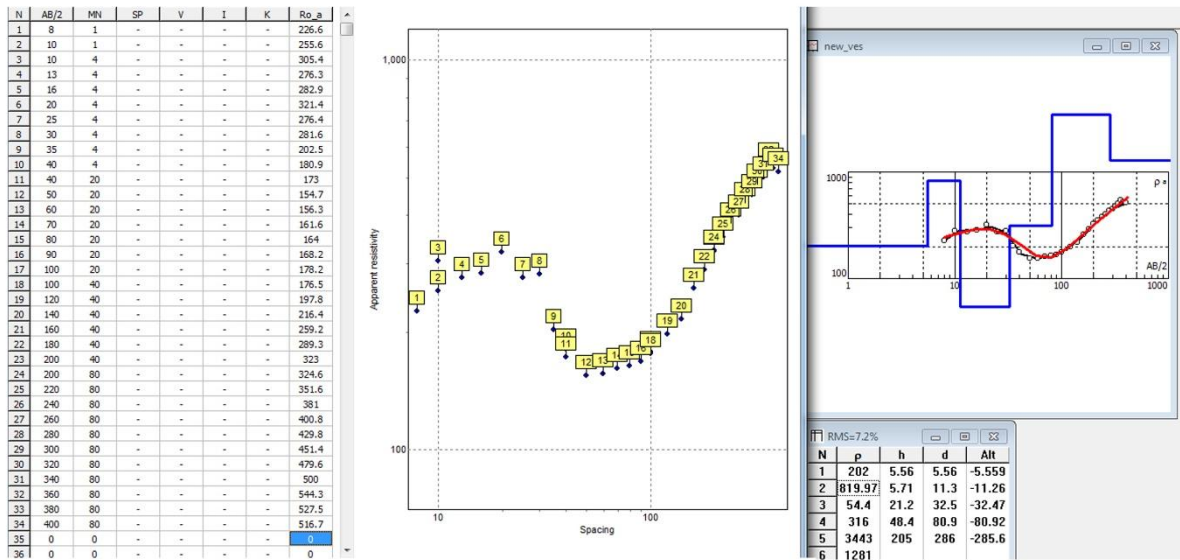 N AB/2 MN SP V I K Ro_a
1 8 1 - - - - 226.6
2 10 1 - - - - 255.6
3 10 4 - - - - 305.4
4 13 4 - - - - 276.3
5 16 4 - - - - 282.9
6 20 4 - - - - 321.4
7 25 4 - - - - 276.4
8 30 4 - - - - 281.6
9 35 4 - - - - 202.5
10 40 4 - - - - 180.9
11 40 20 - - - - 173
12 50 20 - - - - 154.7
13 60 20 - - - - 156.3
14 70 20 - - - - 161.6
15 80 20 - - - - 164
16 90 20 - - - - 168.2
17 100 20 - - - - 178.2
18 100 40 - - - - 176.5
19 120 40 - - - - 197.8
20 140 40 - - - - 216.4
21 160 40 - - - - 259.2
22 180 40 - - - - 289.3
23 200 40 - - - - 323
24 200 80 - - - - 324.6
25 220 80 - - - - 351.6
26 240 80 - - - - 381
27 260 80 - - - - 400.8
28 280 80 - - - - 429.8
29 300 80 - - - - 451.4
30 320 80 - - - - 479.6
31 340 80 - - - - 500
32 360 80 - - - - 544.3
33 380 80 - - - - 527.5
34 400 80 - - - - 516.7
35 0 0 - - - - 0
36 0 0 - - - - 0
1,000
100
Apparent resistivity
10 100
Spacing
1
2
3
4
5
6
7
8
9
10
11
12
13
14
16
18
19
20
21
22
24
25
26
27
28
29
34
new_ves
1000
ρ a
100
AB/2
1 10 100 1000
RMS=7.2%
N ρ h d Alt
1 202 5.56 5.56 -5.559
2 819.97 5.71 11.3 -11.26
3 54.4 21.2 32.5 -32.47
4 316 48.4 80.9 -80.92
5 3443 205 286 -285.6
6 1281